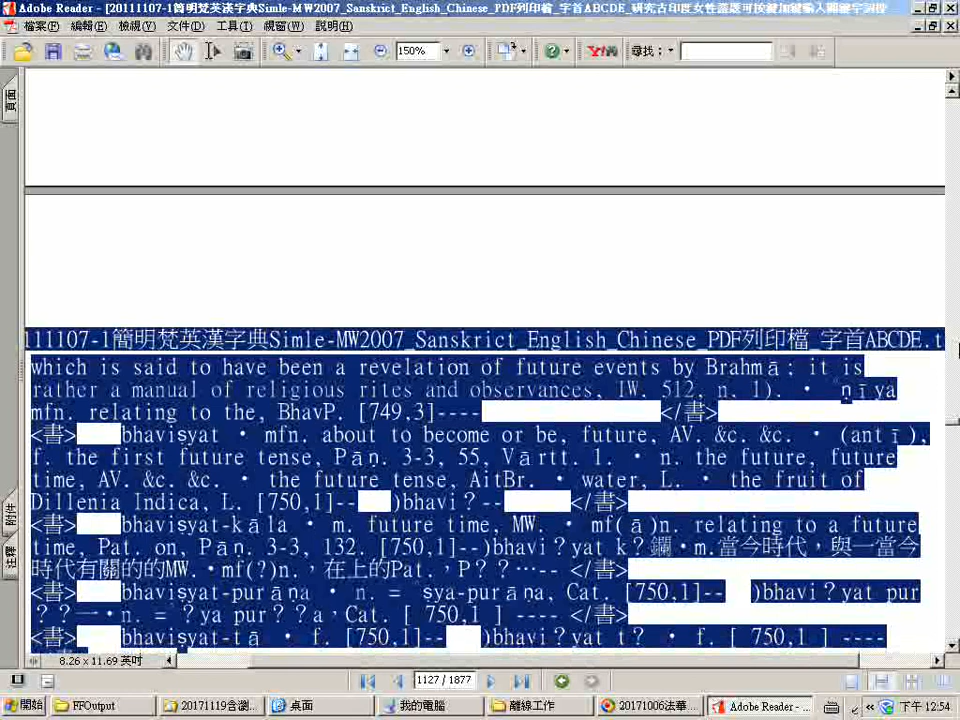 Adobe Reader - [20111107-1簡明梵英漢字典Simle-MW2007_Sanskrict_English_Chinese_PDF列印檔_字首ABCDE_研究古印度女性
檔案(F) 編輯(E) 檢視(V) 文件(D) 工具(T) 視窗(W) 說明(H)
150% 尋找:
頁面
附件
注釋
111107-1簡明梵英漢字典Simle-MW2007_Sanskrict_English_Chinese_PDF列印檔_字首ABCDE.t
which is said to have been a revelation of future events by Brahmā; it is
rather a manual of religious rites and observances, IW. 512, n. 1). · °ṇīya
mfn. relating to the, BhavP. [749,3]---- </書>
<書> bhaviṣyat · mfn. about to become or be, future, AV. &c. &c. · (antī),
f. the first future tense, Pāṇ. 3-3, 55, Vārtt. 1. · n. the future, future
time, AV. &c. &c. · the future tense, AitBr. · water, L. · the fruit of
Dillenia Indica, L. [750,1]-- )bhavi?-- </書>
<書> bhaviṣyat-kāla · m. future time, MW. · mf(ā)n. relating to a future
time, Pat. on, Pāṇ. 3-3, 132. [750,1]--)bhavi?yat k?鑭·m.當今時代，與一當今
時代有關的的MW.·mf(?)n.，在上的Pat.，P??…-- </書>
<書> bhaviṣyat-purāṇa · n. = ṣya-purāṇa, Cat. [750,1]-- )bhavi?yat pur
??一·n. = ?ya pur??a，Cat. [ 750,1 ] ---- </書>
<書> bhaviṣyat-tā · f. [750,1]-- )bhavi?yat t? · f. [ 750,1 ] ----
8.26 x 11.69 英吋
1127 / 1877
開始 FFOutput 20171119含瀏... 桌面 我的電腦 離線工作 20171006法華... Adobe Reader - ... 下午 12:54